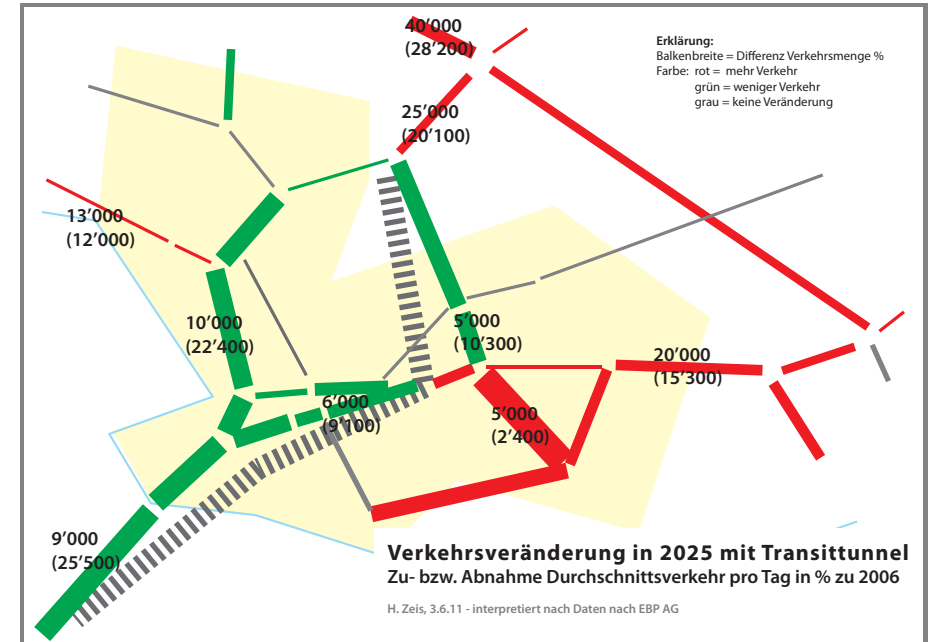 40’000
(28’200)
Erklärung:
Balkenbreite = Differenz Verkehrsmenge %
Farbe: rot = mehr Verkehr
grün = weniger Verkehr
grau = keine Veränderung
25’000
(20’100)
13’000
(12’000)
10’000
(22’400)
5’000
(10’300)
20’000
(15’300)
6’000
(9’100)
5’000
(2’400)
9’000
(25’500)
Verkehrsveränderung in 2025 mit Transittunnel
Zu- bzw. Abnahme Durchschnittsverkehr pro Tag in % zu 2006
H. Zeis, 3.6.11 - interpretiert nach Daten nach EBP AG